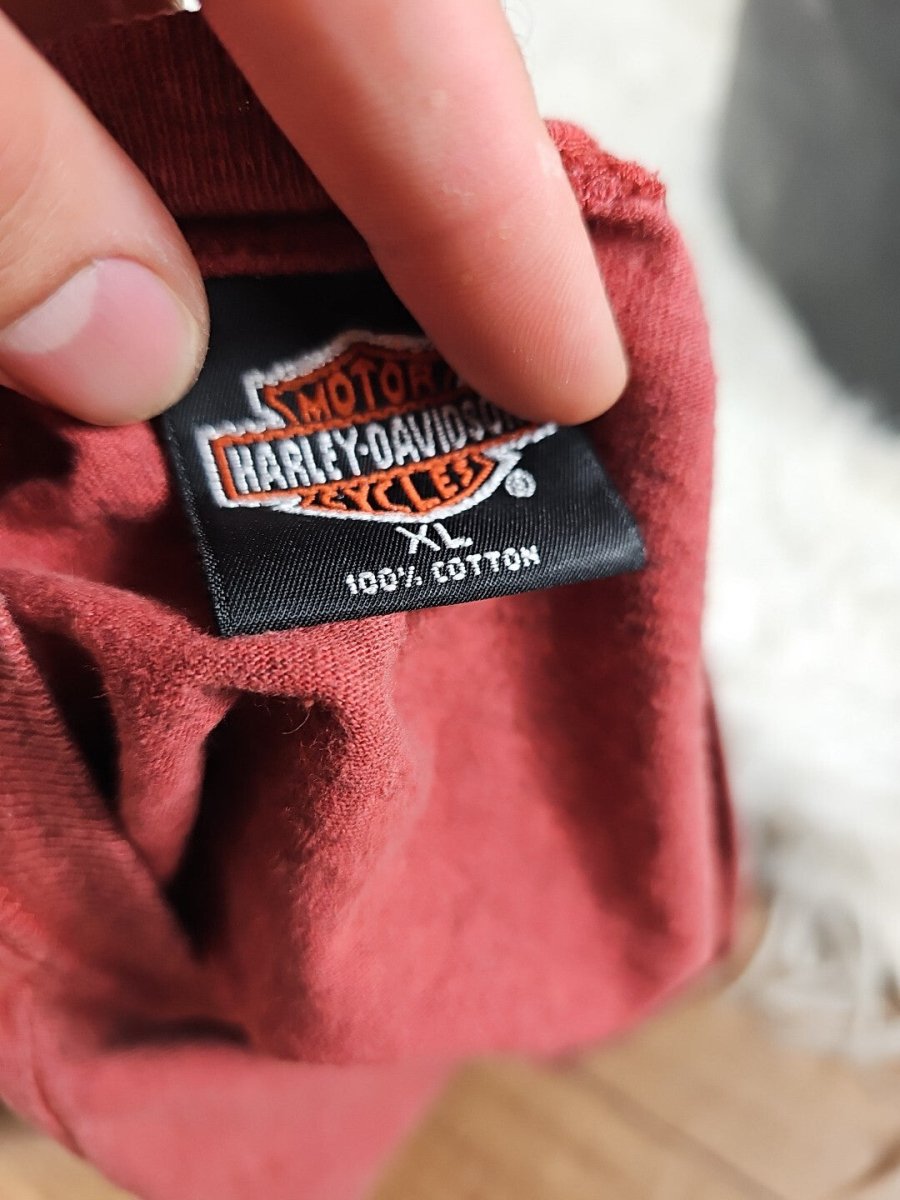 MOTOR
HARLEY-DAVIDSON
CYCLES
®
XL
100% COTTON